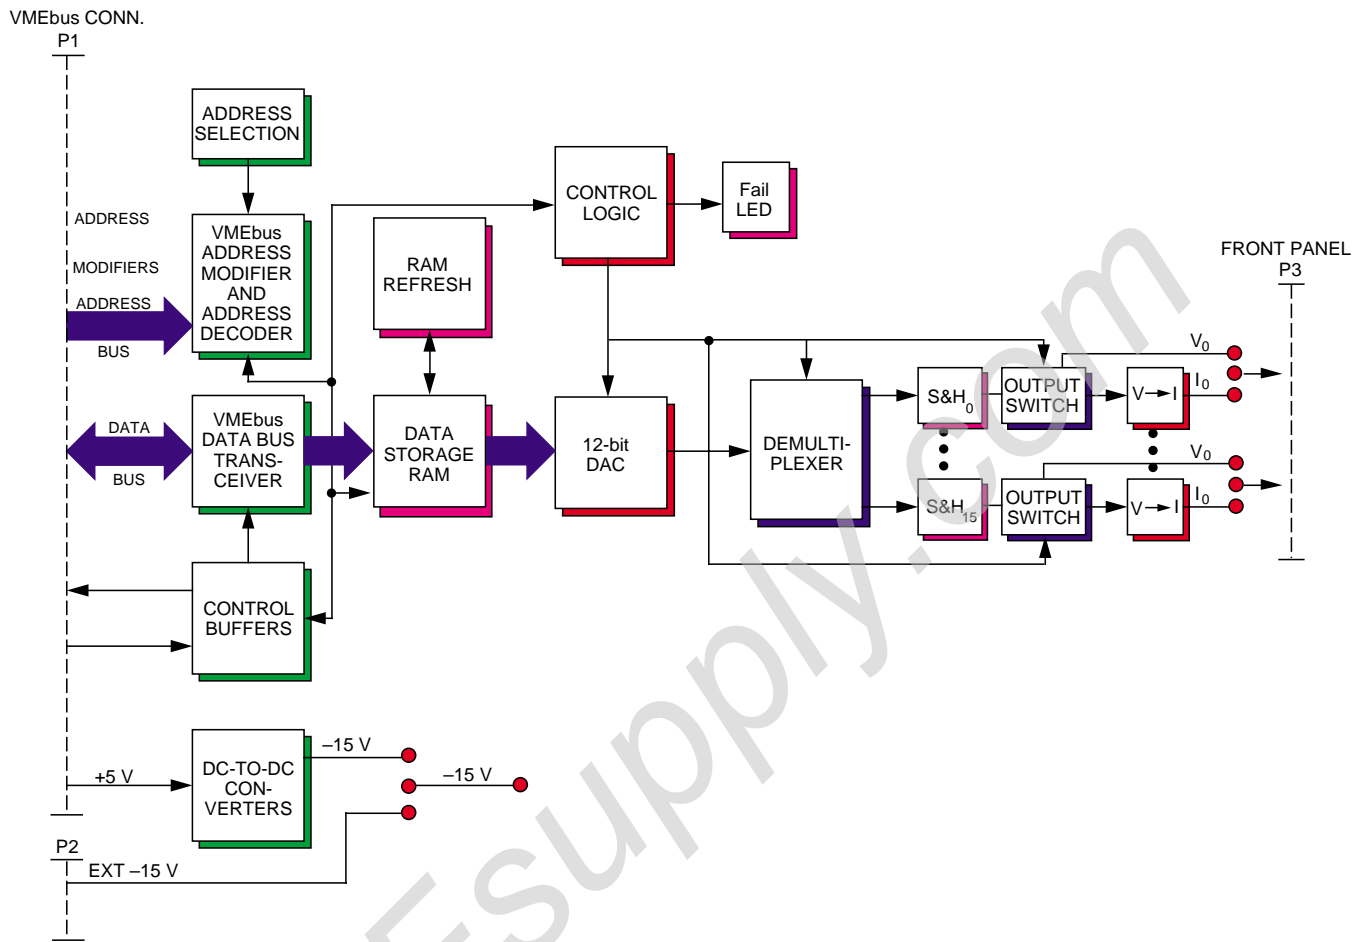 VMEbus CONN.
P1
ADDRESS
SELECTION
ADDRESS
MODIFIERS
ADDRESS
BUS
VMEbus
ADDRESS
MODIFIER
AND
ADDRESS
DECODER
RAM
REFRESH
CONTROL
LOGIC
Fail
LED
FRONT PANEL
P3
DATA
BUS
VMEbus
DATA BUS
TRANS-
CEIVER
DATA
STORAGE
RAM
12-bit
DAC
DEMULTI-
PLEXER
S&H0
OUTPUT
SWITCH
V I
V0
I0
S&H15
OUTPUT
SWITCH
V I
V0
I0
CONTROL
BUFFERS
+5 V
DC-TO-DC
CON-
VERTERS
–15 V
–15 V
P2
EXT –15 V
Esupply.com